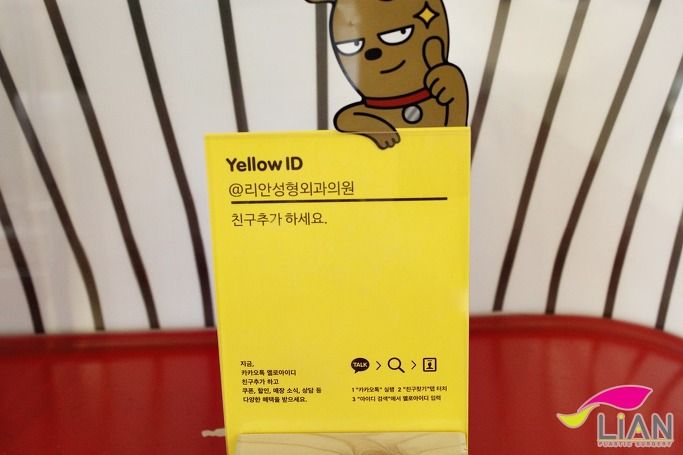 Yellow ID
@리안성형외과의원
친구추가 하세요.
지금,
카카오톡 옐로아이디
친구추가 하고
쿠폰, 할인, 매장 소식, 상담 등
다양한 혜택을 받으세요.
TALK > >
1 "카카오톡" 실행 2 "친구찾기"탭 터치
3 "아이디 검색"에서 옐로아이디 입력
LIAN
PLASTIC SURGERY